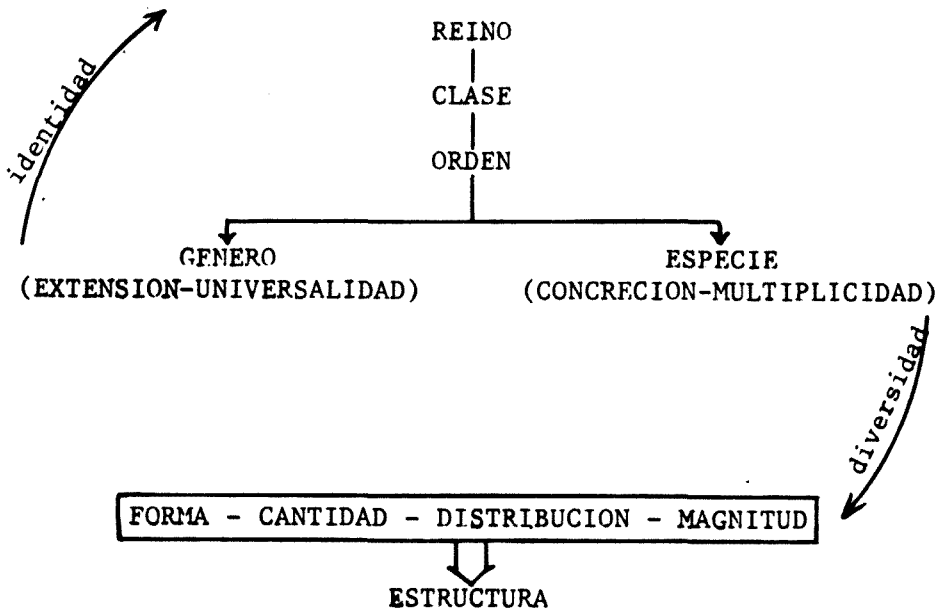 REINO
CLASE
ORDEN
identidad
GENERO
ESPECIE
(EXTENSION-UNIVERSALIDAD)
(CONCRECION-MULTIPLICIDAD)
diversidad
FORMA - CANTIDAD - DISTRIBUCION - MAGNITUD
ESTRUCTURA